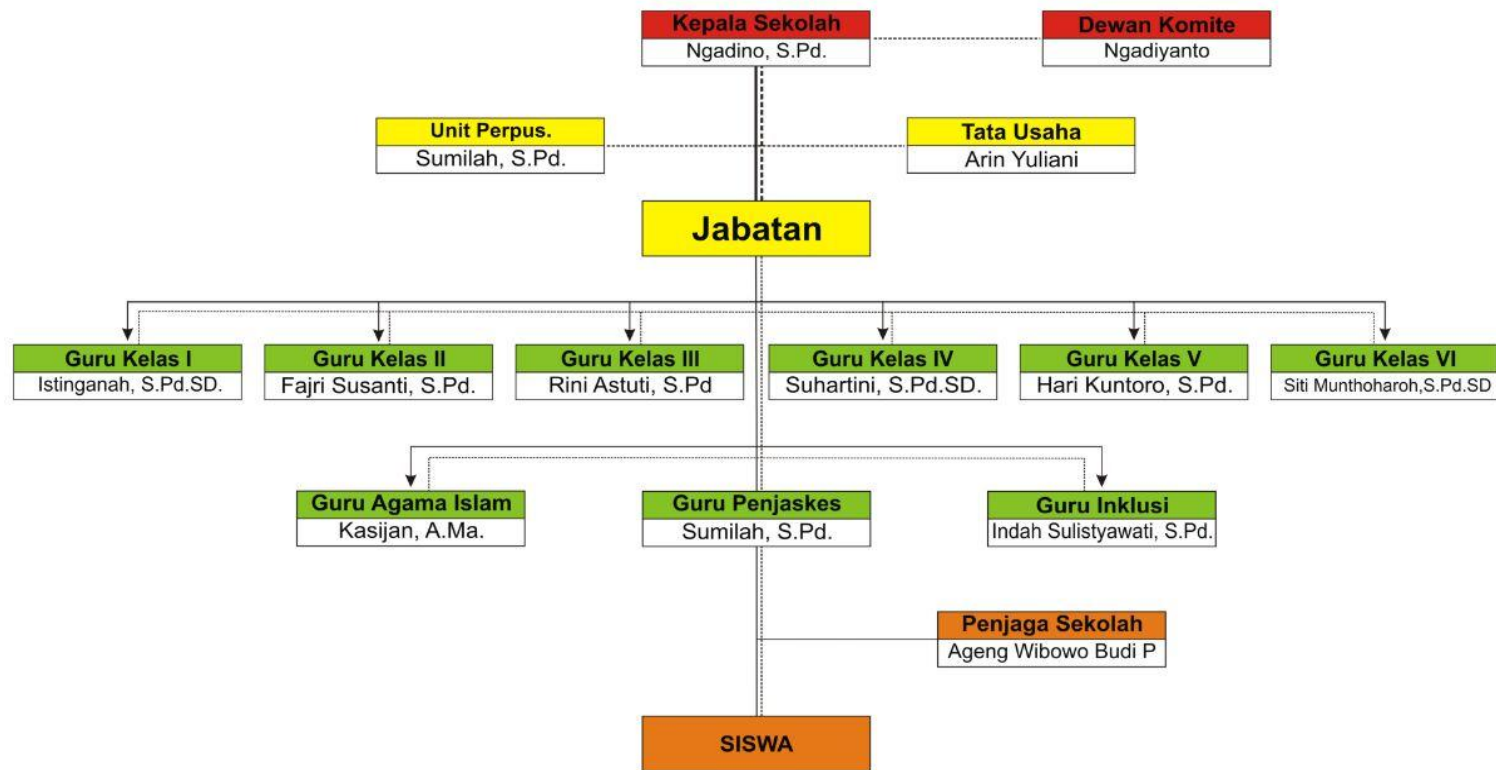 Kepala Sekolah
Ngadino, S.Pd.
Dewan Komite
Ngadiyanto
Unit Perpus.
Sumilah, S.Pd.
Tata Usaha
Arin Yuliani
Jabatan
Guru Kelas I
Istinganah, S.Pd.SD.
Guru Kelas II
Fajri Susanti, S.Pd.
Guru Kelas III
Rini Astuti, S.Pd
Guru Kelas IV
Suhartini, S.Pd.SD.
Guru Kelas V
Hari Kuntoro, S.Pd.
Guru Kelas VI
Siti Munthoharoh,S.Pd.SD
Guru Agama Islam
Kasijan, A.Ma.
Guru Penjaskes
Sumilah, S.Pd.
Guru Inklusi
Indah Sulistyawati, S.Pd.
Penjaga Sekolah
Ageng Wibowo Budi P
SISWA